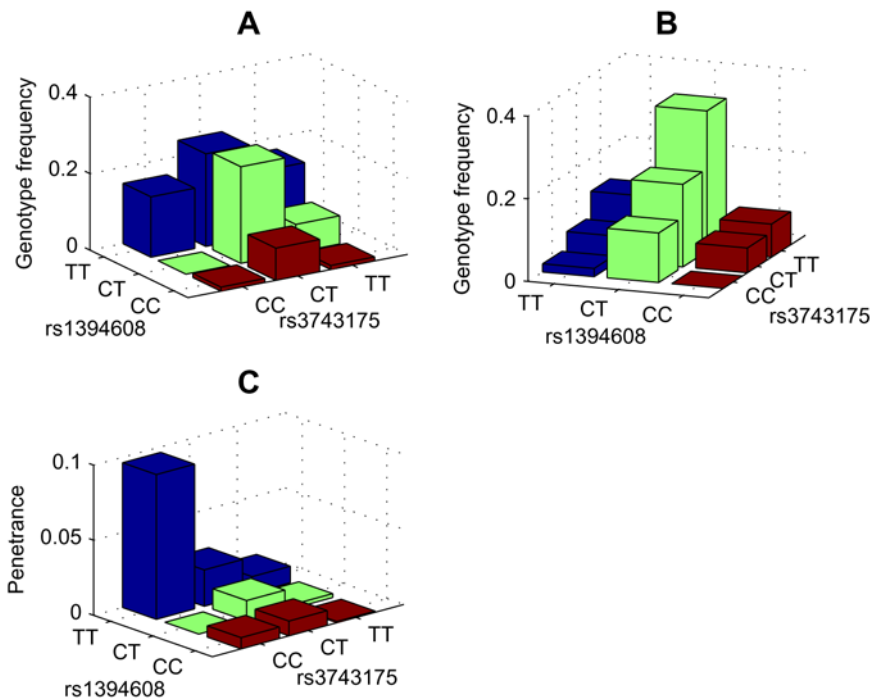 A
Genotype frequency
0.4
0.2
0
TT
CT
CC
rs1394608
CC
CT
TT
rs3743175
B
Genotype frequency
0.4
0.2
0
TT
CT
CC
rs1394608
CC
CT
TT
rs3743175
C
Penetrance
0.1
0.05
0
TT
CT
CC
rs1394608
CC
CT
TT
rs3743175